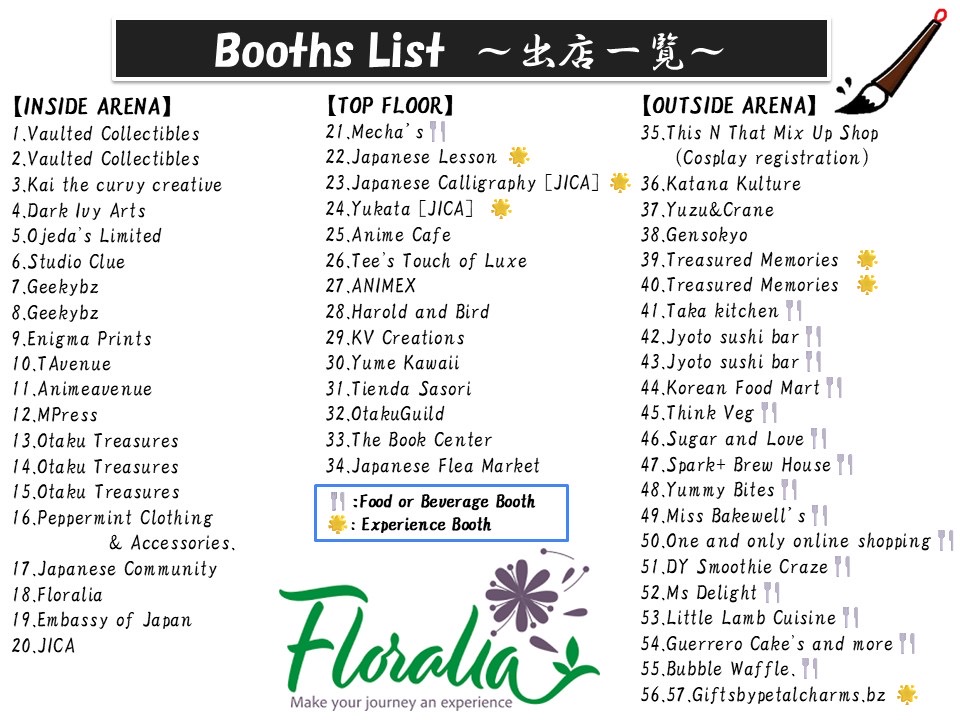 Booths List ～出店一覧～
【INSIDE ARENA】
1.Vaulted Collectibles
2.Vaulted Collectibles
3.Kai the curvy creative
4.Dark Ivy Arts
5.Ojeda's Limited
6.Studio Clue
7.Geekybz
8.Geekybz
9.Enigma Prints
10.TAvenue
11.Animeavenue
12.MPress
13.Otaku Treasures
14.Otaku Treasures
15.Otaku Treasures
16.Peppermint Clothing
& Accessories.
17.Japanese Community
18.Floralia
19.Embassy of Japan
20.JICA
【TOP FLOOR】
21.Mecha's
22.Japanese Lesson
23.Japanese Calligraphy [JICA]
24.Yukata [JICA]
25.Anime Cafe
26.Tee's Touch of Luxe
27.ANIMEX
28.Harold and Bird
29.KV Creations
30.Yume Kawaii
31.Tienda Sasori
32.OtakuGuild
33.The Book Center
34.Japanese Flea Market
:Food or Beverage Booth
: Experience Booth
Floralia
Make your journey an experience
【OUTSIDE ARENA】
35.This N That Mix Up Shop
(Cosplay registration)
36.Katana Kulture
37.Yuzu&Crane
38.Gensokyo
39.Treasured Memories
40.Treasured Memories
41.Taka kitchen
42.Jyoto sushi bar
43.Jyoto sushi bar
44.Korean Food Mart
45.Think Veg
46.Sugar and Love
47.Spark+ Brew House
48.Yummy Bites
49.Miss Bakewell's
50.One and only online shopping
51.DY Smoothie Craze
52.Ms Delight
53.Little Lamb Cuisine
54.Guerrero Cake's and more
55.Bubble Waffle.
56.57.Giftsbypetalcharms.bz